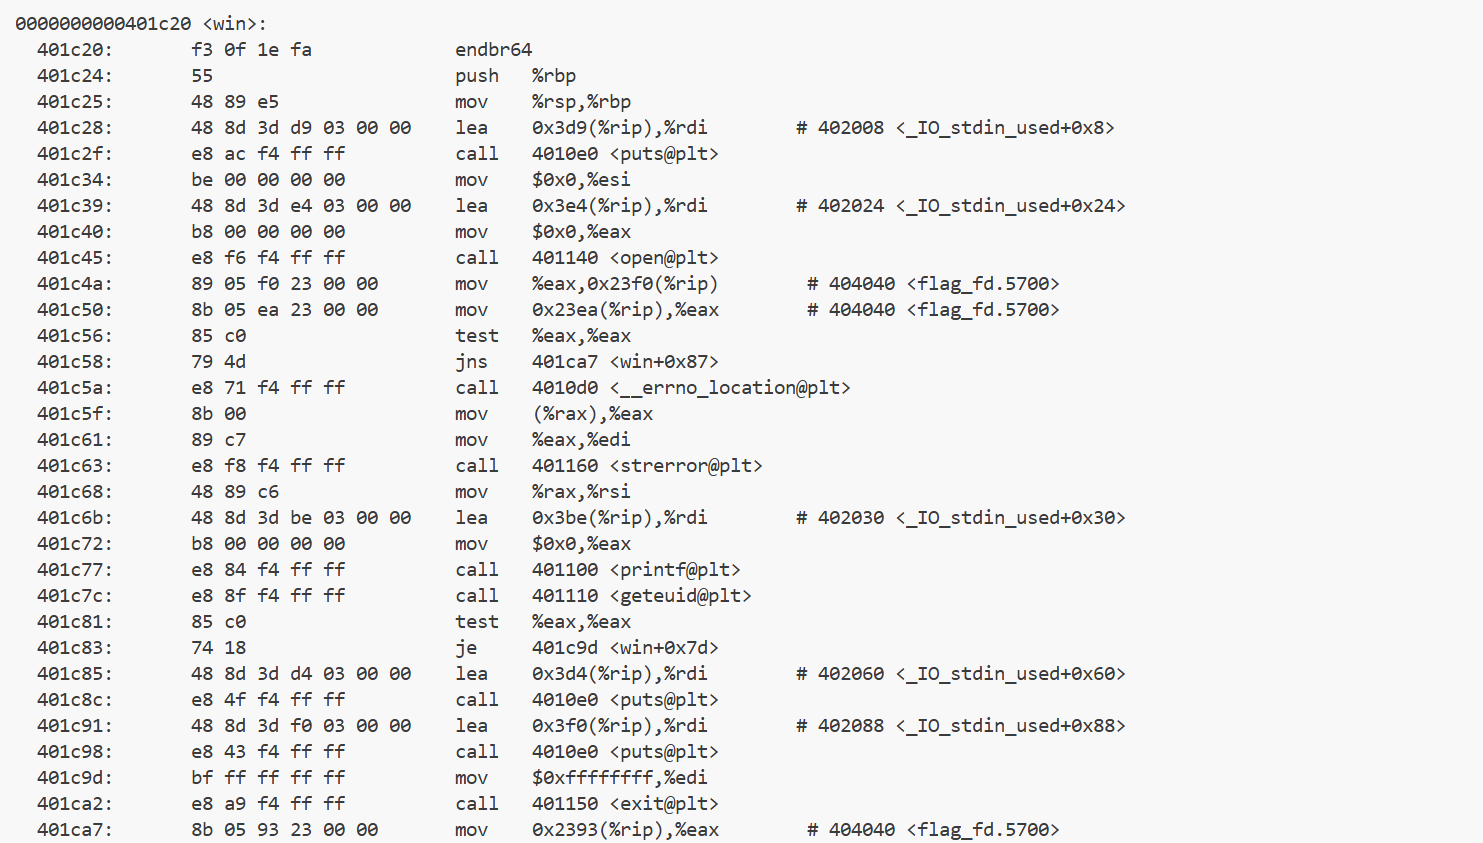 0000000000401c20 <win>:
  401c20:       f3 0f 1e fa             endbr64
  401c24:       55                      push   %rbp
  401c25:       48 89 e5                mov    %rsp,%rbp
  401c28:       48 8d 3d d9 03 00 00    lea    0x3d9(%rip),%rdi        # 402008 <_IO_stdin_used+0x8>
  401c2f:       e8 ac f4 ff ff          call   4010e0 <puts@plt>
  401c34:       be 00 00 00 00          mov    $0x0,%esi
  401c39:       48 8d 3d e4 03 00 00    lea    0x3e4(%rip),%rdi        # 402024 <_IO_stdin_used+0x24>
  401c40:       b8 00 00 00 00          mov    $0x0,%eax
  401c45:       e8 f6 f4 ff ff          call   401140 <open@plt>
  401c4a:       89 05 f0 23 00 00       mov    %eax,0x23f0(%rip)        # 404040 <flag_fd.5700>
  401c50:       8b 05 ea 23 00 00       mov    0x23ea(%rip),%eax        # 404040 <flag_fd.5700>
  401c56:       85 c0                   test   %eax,%eax
  401c58:       79 4d                   jns    401ca7 <win+0x87>
  401c5a:       e8 71 f4 ff ff          call   4010d0 <__errno_location@plt>
  401c5f:       8b 00                   mov    (%rax),%eax
  401c61:       89 c7                   mov    %eax,%edi
  401c63:       e8 f8 f4 ff ff          call   401160 <strerror@plt>
  401c68:       48 89 c6                mov    %rax,%rsi
  401c6b:       48 8d 3d be 03 00 00    lea    0x3be(%rip),%rdi        # 402030 <_IO_stdin_used+0x30>
  401c72:       b8 00 00 00 00          mov    $0x0,%eax
  401c77:       e8 84 f4 ff ff          call   401100 <printf@plt>
  401c7c:       e8 8f f4 ff ff          call   401110 <geteuid@plt>
  401c81:       85 c0                   test   %eax,%eax
  401c83:       74 18                   je     401c9d <win+0x7d>
  401c85:       48 8d 3d d4 03 00 00    lea    0x3d4(%rip),%rdi        # 402060 <_IO_stdin_used+0x60>
  401c8c:       e8 4f f4 ff ff          call   4010e0 <puts@plt>
  401c91:       48 8d 3d f0 03 00 00    lea    0x3f0(%rip),%rdi        # 402088 <_IO_stdin_used+0x88>
  401c98:       e8 43 f4 ff ff          call   4010e0 <puts@plt>
  401c9d:       bf ff ff ff ff          mov    $0xffffffff,%edi
  401ca2:       e8 a9 f4 ff ff          call   401150 <exit@plt>
  401ca7:       8b 05 93 23 00 00       mov    0x2393(%rip),%eax        # 404040 <flag_fd.5700>